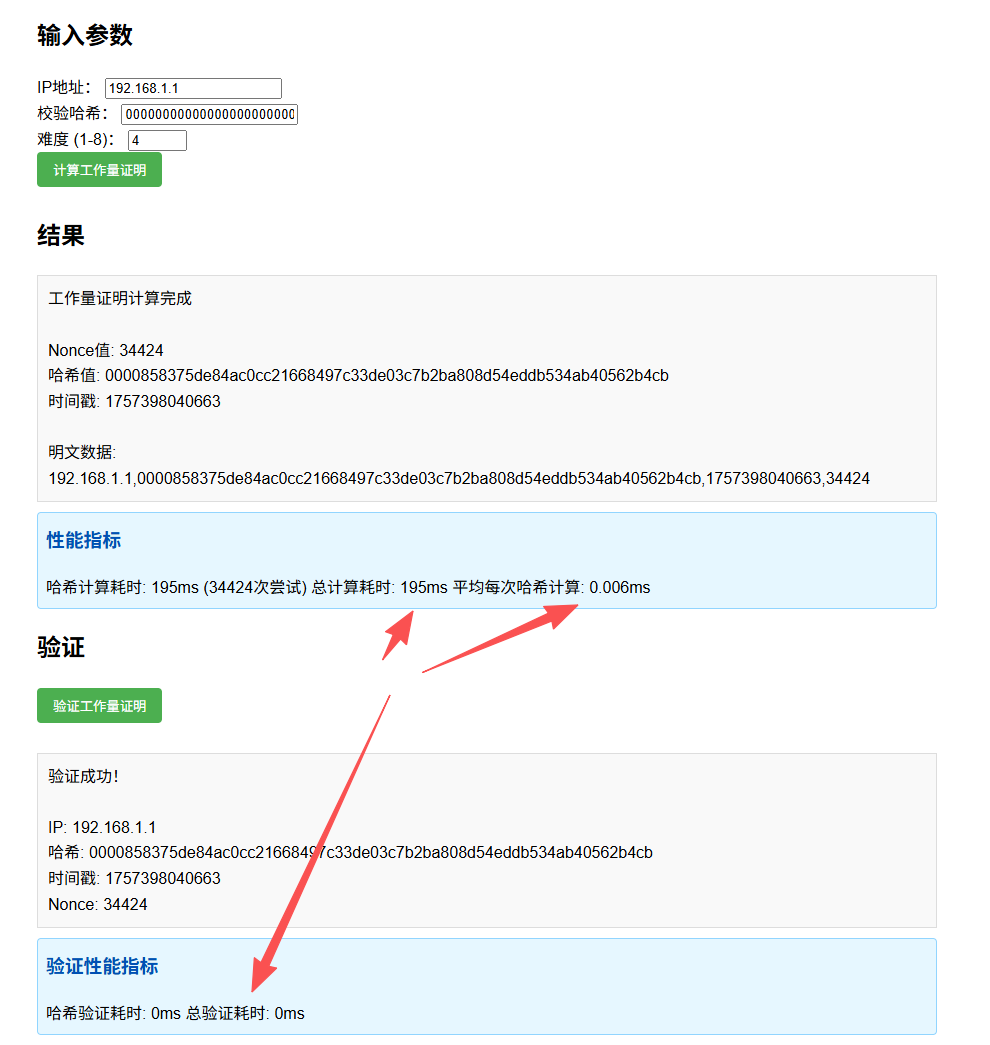 输入参数
IP地址： 192.168.1.1
校验哈希： 00000000000000000000000
难度 (1-8)： 4
计算工作量证明
结果
工作量证明计算完成
Nonce值: 34424
哈希值: 0000858375de84ac0cc21668497c33de03c7b2ba808d54eddb534ab40562b4cb
时间戳: 1757398040663
明文数据:
192.168.1.1,0000858375de84ac0cc21668497c33de03c7b2ba808d54eddb534ab40562b4cb,1757398040663,34424
性能指标
哈希计算耗时: 195ms (34424次尝试) 总计算耗时: 195ms 平均每次哈希计算: 0.006ms
验证
验证工作量证明
验证成功！
IP: 192.168.1.1
哈希: 0000858375de84ac0cc21668497c33de03c7b2ba808d54eddb534ab40562b4cb
时间戳: 1757398040663
Nonce: 34424
验证性能指标
哈希验证耗时: 0ms 总验证耗时: 0ms